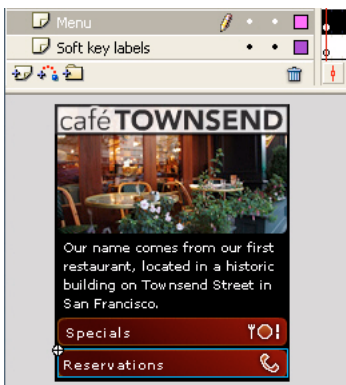 Menu
Soft key labels
café TOWNSEND
Our name comes from our first
restaurant, located in a historic
building on Townsend Street in
San Francisco.
Specials
Reservations